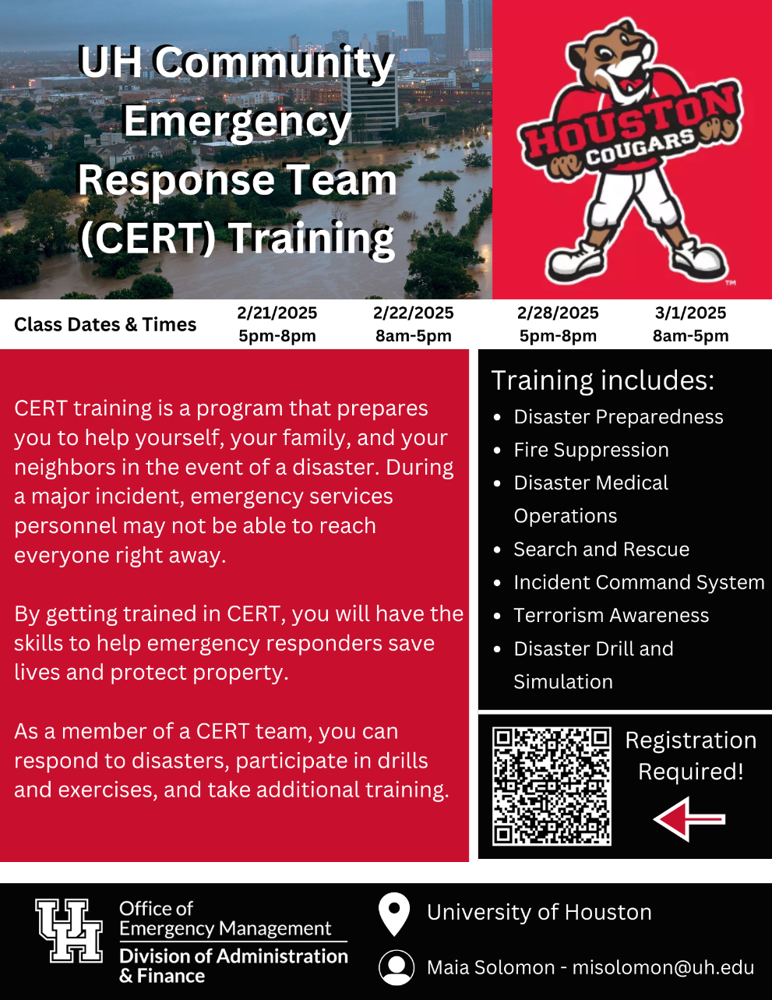 UH Community
Emergency
Response Team
(CERT) Training
HOUSTON
COUGARS
TM
Class Dates & Times
2/21/2025
5pm-8pm
2/22/2025
8am-5pm
2/28/2025
5pm-8pm
3/1/2025
8am-5pm
CERT training is a program that prepares
you to help yourself, your family, and your
neighbors in the event of a disaster. During
a major incident, emergency services
personnel may not be able to reach
everyone right away.
By getting trained in CERT, you will have the
skills to help emergency responders save
lives and protect property.
As a member of a CERT team, you can
respond to disasters, participate in drills
and exercises, and take additional training.
Training includes:
• Disaster Preparedness
• Fire Suppression
• Disaster Medical
Operations
• Search and Rescue
• Incident Command System
• Terrorism Awareness
• Disaster Drill and
Simulation
Registration
Required!
UH
Office of
Emergency Management
Division of Administration
& Finance
University of Houston
Maia Solomon - misolomon@uh.edu